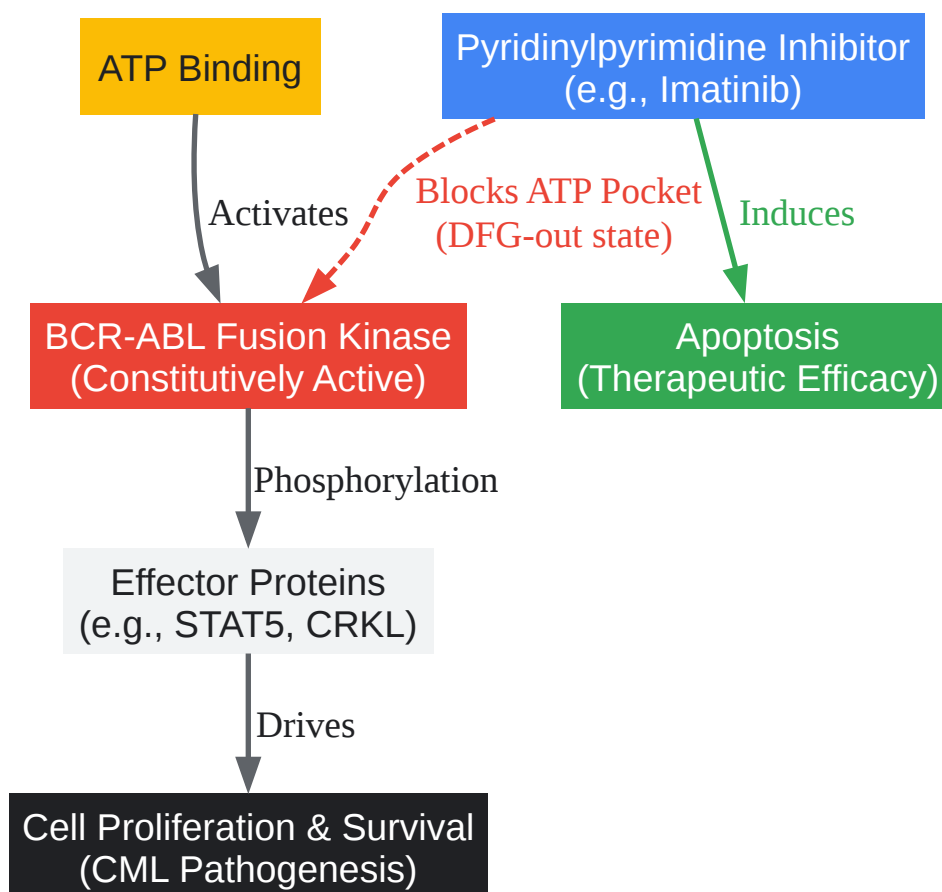 ATP Binding
Pyridinylpyrimidine Inhibitor
(e.g., Imatinib)
Activates
Blocks ATP Pocket
(DFG-out state)
Induces
BCR-ABL Fusion Kinase
(Constitutively Active)
Apoptosis
(Therapeutic Efficacy)
Phosphorylation
Effector Proteins
(e.g., STAT5, CRKL)
Drives
Cell Proliferation & Survival
(CML Pathogenesis)